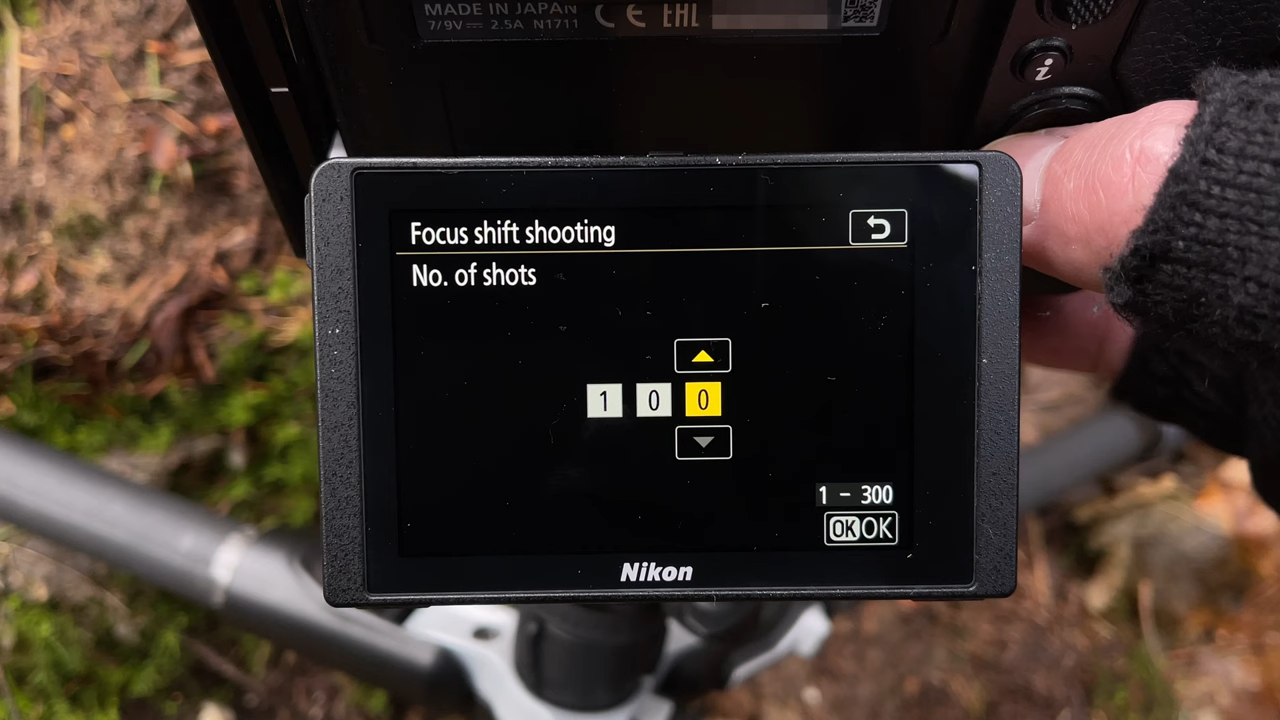 MADE IN JAPAN
7/9V⎓ 2.5A N1711
CE EAC
i
Focus shift shooting
No. of shots
1 0 0
1 – 300
OK OK
Nikon